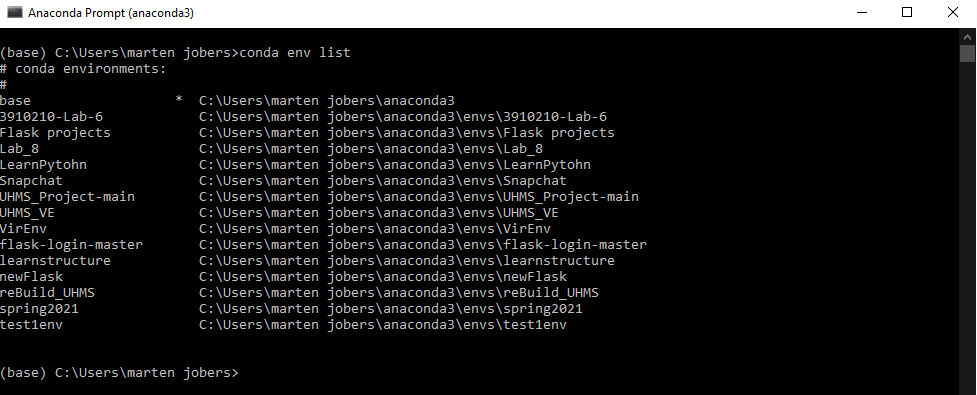 Anaconda Prompt (anaconda3)
(base) C:\Users\marten jobers>conda env list
# conda environments:
#
base                  *  C:\Users\marten jobers\anaconda3
3910210-Lab-6            C:\Users\marten jobers\anaconda3\envs\3910210-Lab-6
Flask projects           C:\Users\marten jobers\anaconda3\envs\Flask projects
Lab_8                    C:\Users\marten jobers\anaconda3\envs\Lab_8
LearnPytohn              C:\Users\marten jobers\anaconda3\envs\LearnPytohn
Snapchat                 C:\Users\marten jobers\anaconda3\envs\Snapchat
UHMS_Project-main        C:\Users\marten jobers\anaconda3\envs\UHMS_Project-main
UHMS_VE                  C:\Users\marten jobers\anaconda3\envs\UHMS_VE
VirEnv                   C:\Users\marten jobers\anaconda3\envs\VirEnv
flask-login-master       C:\Users\marten jobers\anaconda3\envs\flask-login-master
learnstructure           C:\Users\marten jobers\anaconda3\envs\learnstructure
newFlask                 C:\Users\marten jobers\anaconda3\envs\newFlask
reBuild_UHMS             C:\Users\marten jobers\anaconda3\envs\reBuild_UHMS
spring2021               C:\Users\marten jobers\anaconda3\envs\spring2021
test1env                 C:\Users\marten jobers\anaconda3\envs\test1env
(base) C:\Users\marten jobers>